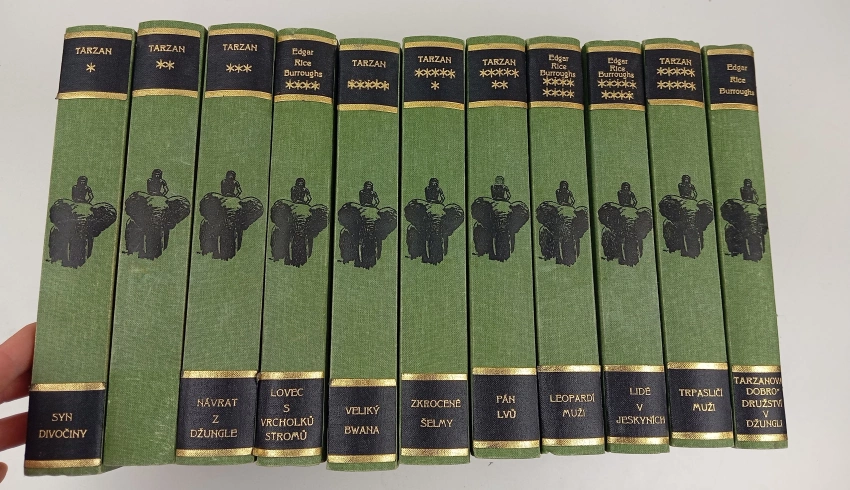 TARZAN
*
SYN
DIVOČINY
TARZAN
**
TARZAN
***
NÁVRAT
Z
DŽUNGLE
Edgar
Rice
Burroughs
****
LOVEC
S
VRCHOLKŮ
STROMŮ
TARZAN
*****
VELIKÝ
BWANA
TARZAN
*****
*
ZKROCENÉ
ŠELMY
TARZAN
*****
**
PÁN
LVŮ
Edgar
Rice
Burroughs
****
****
LEOPARDÍ
MUŽI
Edgar
Rice
Burroughs
*****
****
LIDÉ
V
JESKYNÍCH
TARZAN
*****
*****
TRPASLIČÍ
MUŽI
Edgar
Rice
Burroughs
TARZANOVA
DOBRO-
DRUŽSTVÍ
V
DŽUNGLI